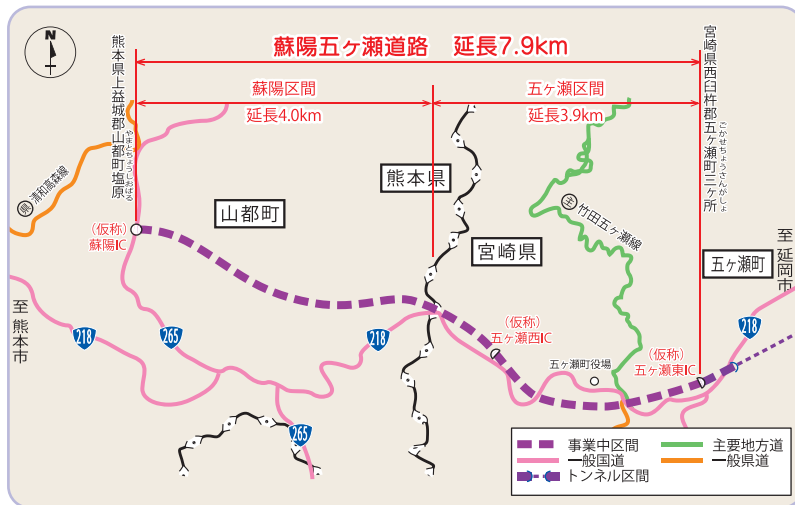 N
蘇陽五ヶ瀬道路　延長7.9km
蘇陽区間
延長4.0km
五ヶ瀬区間
延長3.9km
熊本県上益城郡山都町塩原
やまとちょうしおばる
宮崎県西臼杵郡五ヶ瀬町三ヶ所
ごかせちょうさんがしょ
県 清和高森線
熊本県
山都町
宮崎県
主 竹田五ヶ瀬線
五ヶ瀬町
至 延岡市
至 熊本市
(仮称)
蘇陽IC
(仮称)
五ヶ瀬西IC
五ヶ瀬町役場
(仮称)
五ヶ瀬東IC
218
265
218
218
265
事業中区間
主要地方道
一般国道
一般県道
トンネル区間